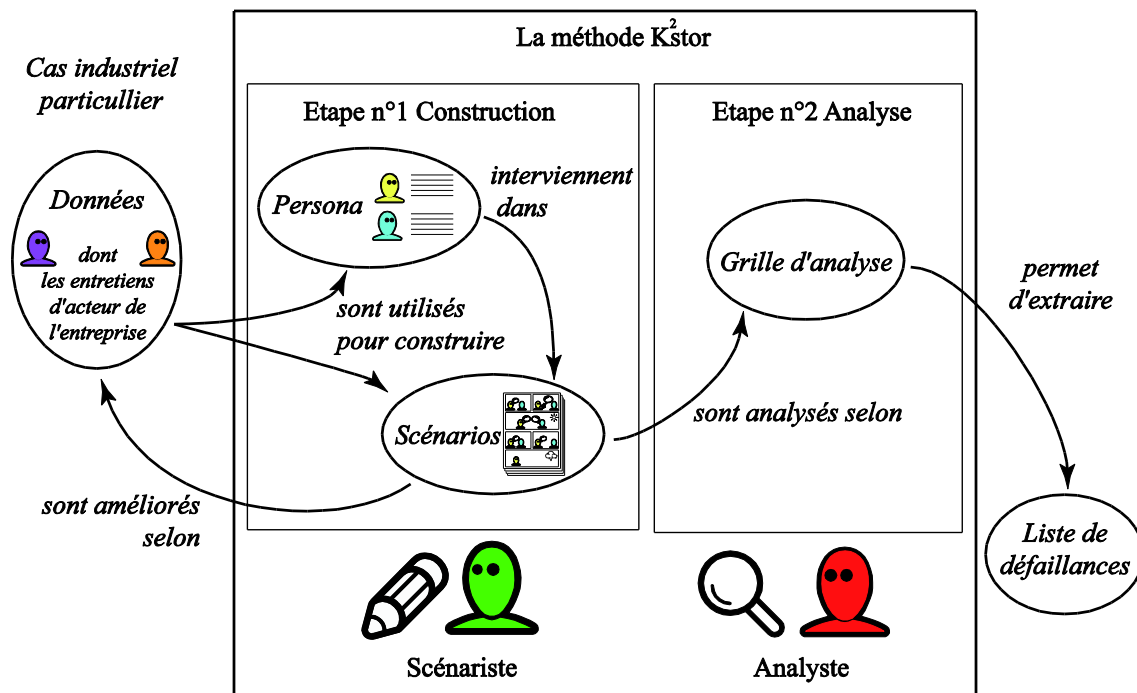 La méthode K²stor
Cas industriel
particullier
Etape n°1 Construction
Etape n°2 Analyse
Données
dont
les entretiens
d'acteur de
l'entreprise
Persona
interviennent
dans
sont utilisés
pour construire
Scénarios
sont améliorés
selon
Grille d'analyse
sont analysés selon
permet
d'extraire
Liste de
défaillances
Scénariste
Analyste